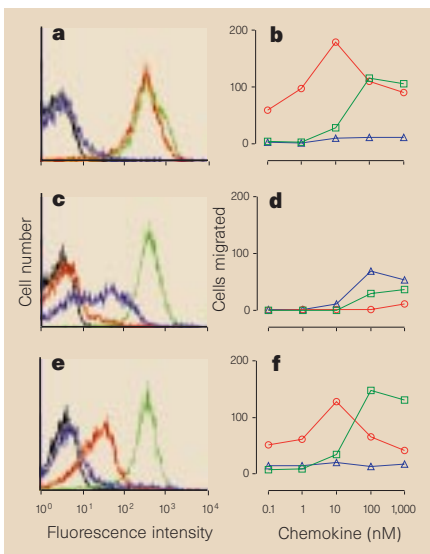 a
b
200
100
0
c
d
200
100
0
e
f
200
100
0
Cell number
Cells migrated
10⁰ 10¹ 10² 10³ 10⁴
0.1 1 10 100 1,000
Fluorescence intensity
Chemokine (nM)